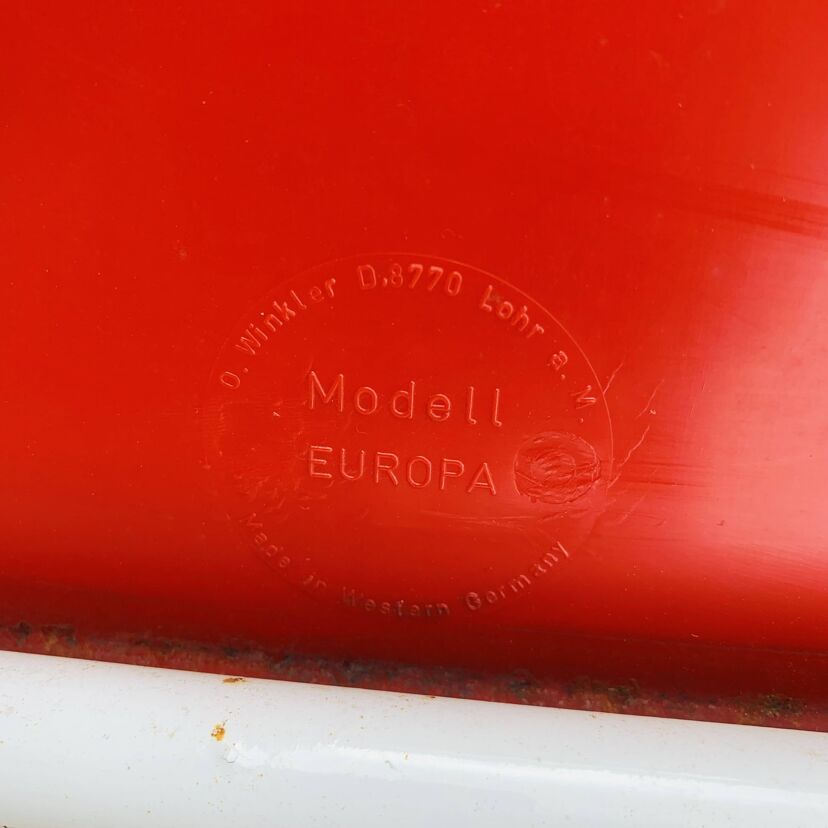 O. Winkler D.8770 Lohr a. M.
Modell
EUROPA
Made in Western Germany